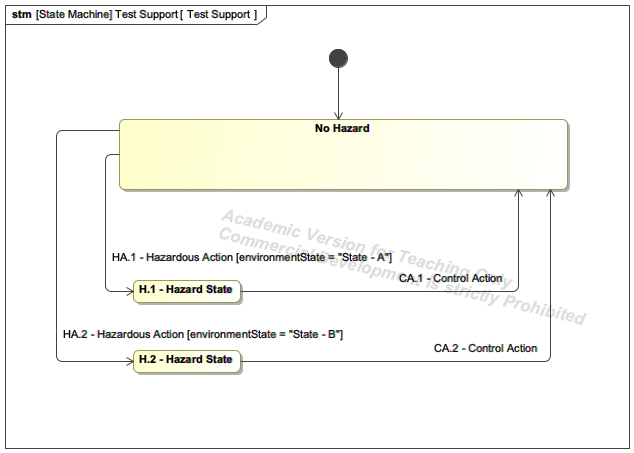 stm [State Machine] Test Support [ Test Support ]
No Hazard
Academic Version for Teaching Only
Commercial Development is strictly Prohibited
HA.1 - Hazardous Action [environmentState = "State - A"]
CA.1 - Control Action
H.1 - Hazard State
HA.2 - Hazardous Action [environmentState = "State - B"]
CA.2 - Control Action
H.2 - Hazard State